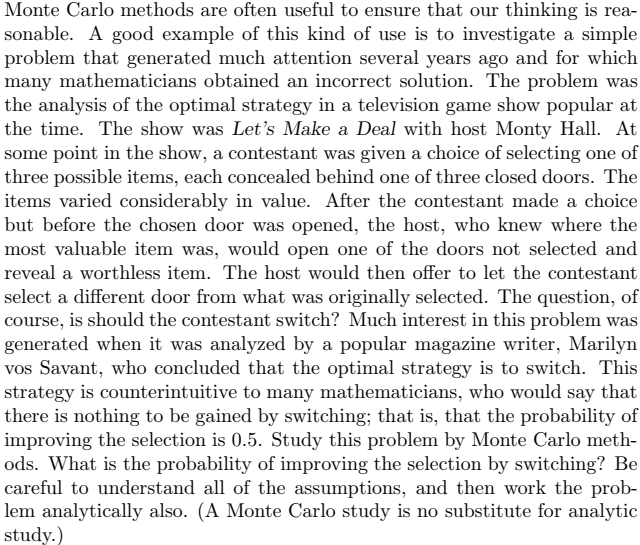 Monte Carlo methods are often useful to ensure that our thinking is rea-
sonable. A good example of this kind of use is to investigate a simple
problem that generated much attention several years ago and for which
many mathematicians obtained an incorrect solution. The problem was
the analysis of the optimal strategy in a television game show popular at
the time. The show was Let's Make a Deal with host Monty Hall. At
some point in the show, a contestant was given a choice of selecting one of
three possible items, each concealed behind one of three closed doors. The
items varied considerably in value. After the contestant made a choice
but before the chosen door was opened, the host, who knew where the
most valuable item was, would open one of the doors not selected and
reveal a worthless item. The host would then offer to let the contestant
select a different door from what was originally selected. The question, of
course, is should the contestant switch? Much interest in this problem was
generated when it was analyzed by a popular magazine writer, Marilyn
vos Savant, who concluded that the optimal strategy is to switch. This
strategy is counterintuitive to many mathematicians, who would say that
there is nothing to be gained by switching; that is, that the probability of
improving the selection is 0.5. Study this problem by Monte Carlo meth-
ods. What is the probability of improving the selection by switching? Be
careful to understand all of the assumptions, and then work the prob-
lem analytically also. (A Monte Carlo study is no substitute for analytic
study.)